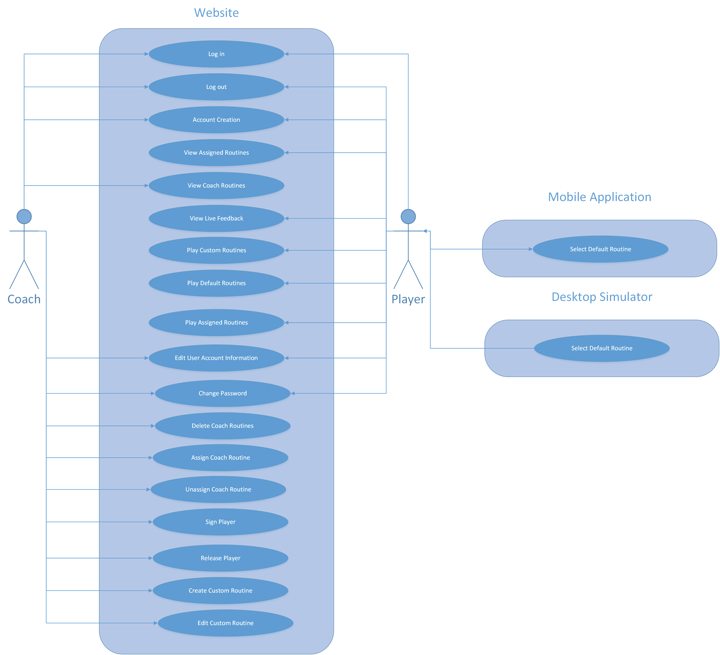 Website
Log in
Log out
Account Creation
View Assigned Routines
View Coach Routines
View Live Feedback
Play Custom Routines
Play Default Routines
Play Assigned Routines
Edit User Account Information
Change Password
Delete Coach Routines
Assign Coach Routine
Unassign Coach Routine
Sign Player
Release Player
Create Custom Routine
Edit Custom Routine
Coach
Player
Mobile Application
Select Default Routine
Desktop Simulator
Select Default Routine